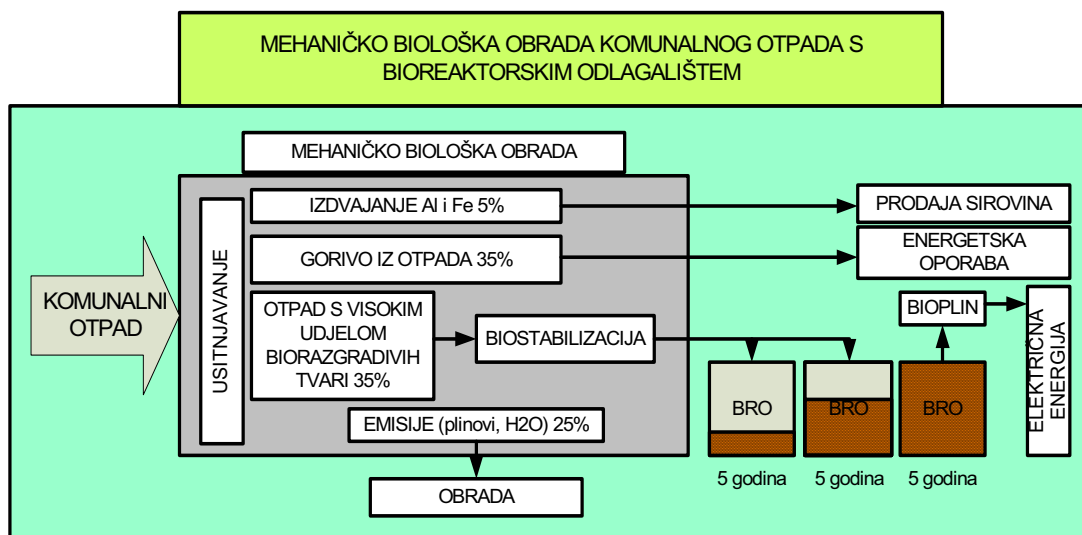 MEHANIČKO BIOLOŠKA OBRADA KOMUNALNOG OTPADA S
BIOREAKTORSKIM ODLAGALIŠTEM
MEHANIČKO BIOLOŠKA OBRADA
KOMUNALNI
OTPAD
USITNJAVANJE
IZDVAJANJE Al i Fe 5%
PRODAJA SIROVINA
GORIVO IZ OTPADA 35%
ENERGETSKA
OPORABA
OTPAD S VISOKIM
UDJELOM
BIORAZGRADIVIH
TVARI 35%
BIOSTABILIZACIJA
BIOPLIN
ELEKTRIČNA
ENERGIJA
BRO
BRO
BRO
5 godina
5 godina
5 godina
EMISIJE (plinovi, H2O) 25%
OBRADA